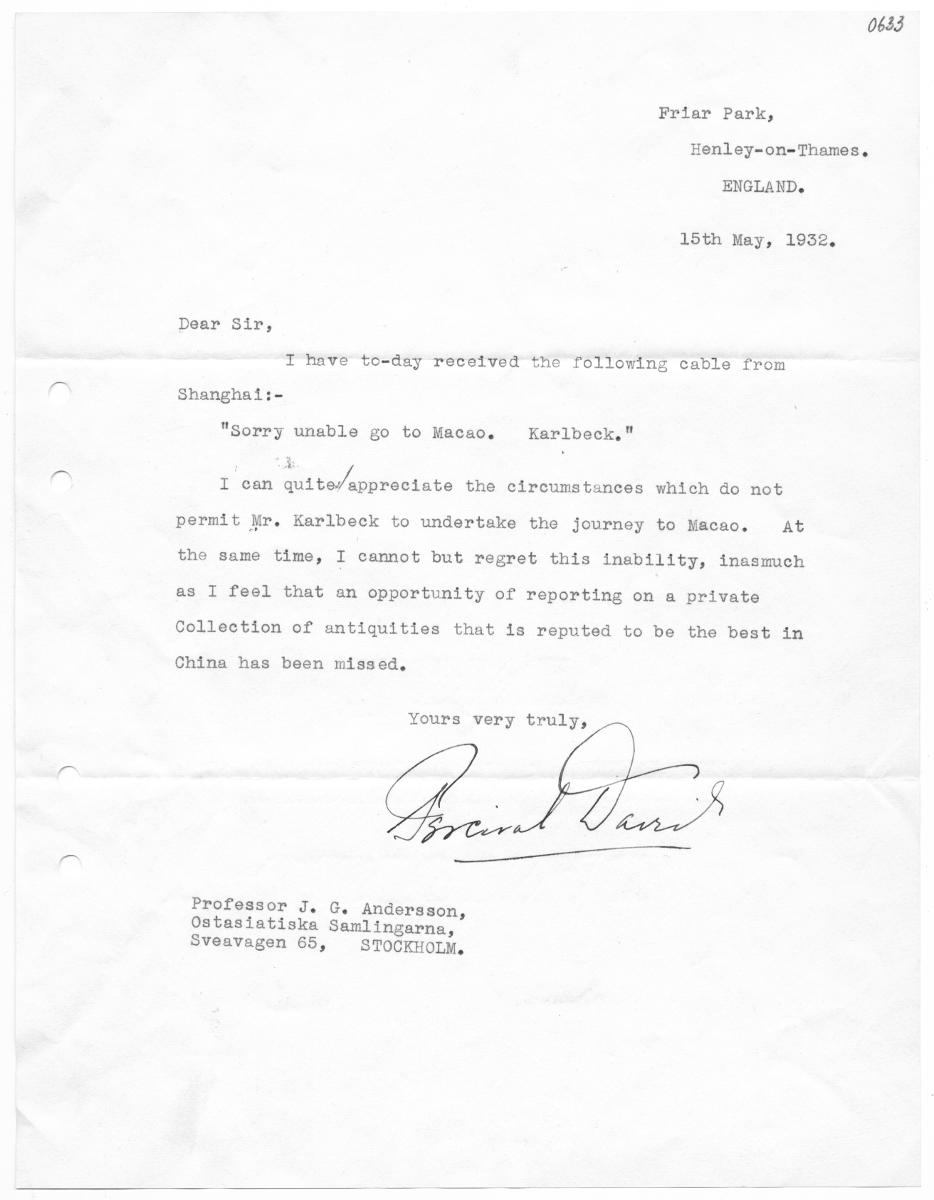 0633
Friar Park,
Henley-on-Thames.
ENGLAND.
15th May, 1932.
Dear Sir,
I have to-day received the following cable from
Shanghai:-
"Sorry unable go to Macao. Karlbeck."
I can quite/appreciate the circumstances which do not
permit Mr. Karlbeck to undertake the journey to Macao. At
the same time, I cannot but regret this inability, inasmuch
as I feel that an opportunity of reporting on a private
Collection of antiquities that is reputed to be the best in
China has been missed.
Yours very truly,
Percival David
Professor J. G. Andersson,
Ostasiatiska Samlingarna,
Sveavagen 65, STOCKHOLM.